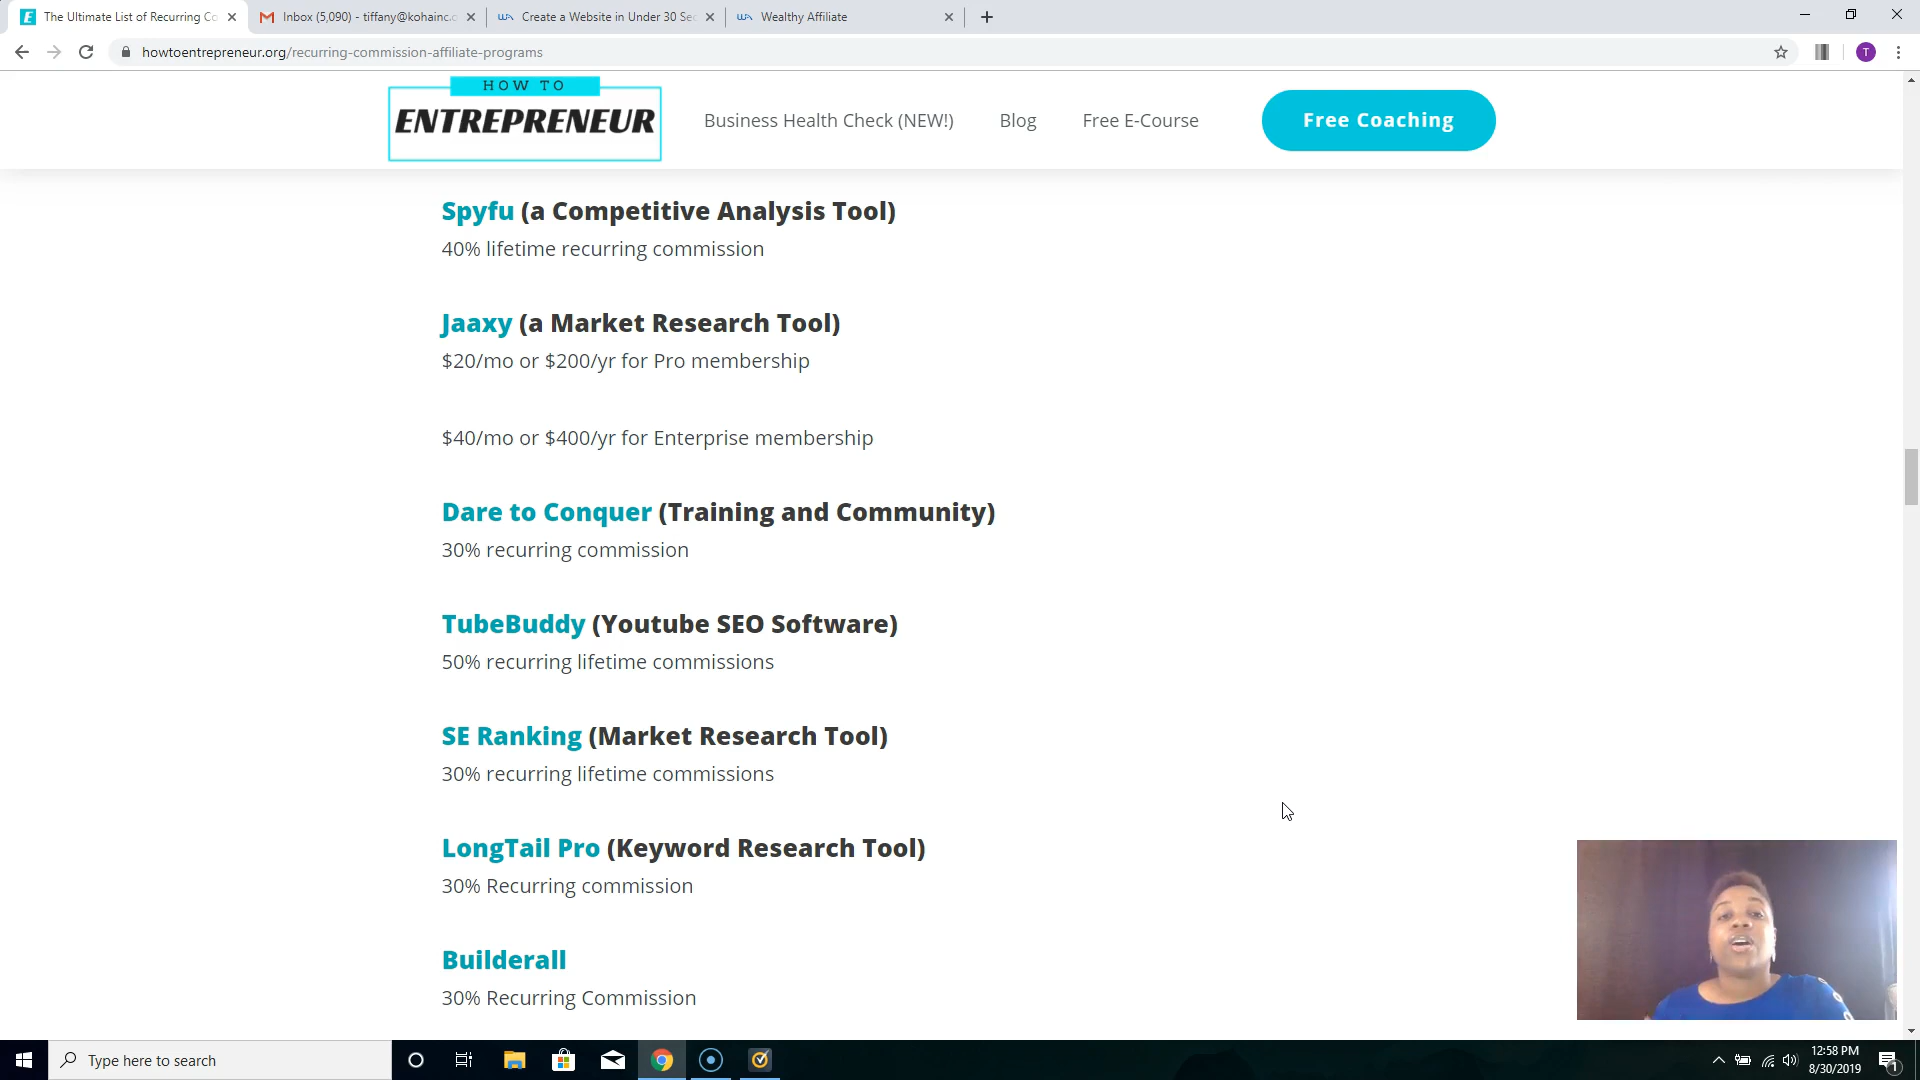 The Ultimate List of Recurring Co
Inbox (5,090) - tiffany@kohainc.c
Create a Website in Under 30 Sec
Wealthy Affiliate
howtoentrepreneur.org/recurring-commission-affiliate-programs
T
HOW TO
ENTREPRENEUR
Business Health Check (NEW!)
Blog
Free E-Course
Free Coaching
Spyfu (a Competitive Analysis Tool)
40% lifetime recurring commission
Jaaxy (a Market Research Tool)
$20/mo or $200/yr for Pro membership
$40/mo or $400/yr for Enterprise membership
Dare to Conquer (Training and Community)
30% recurring commission
TubeBuddy (Youtube SEO Software)
50% recurring lifetime commissions
SE Ranking (Market Research Tool)
30% recurring lifetime commissions
LongTail Pro (Keyword Research Tool)
30% Recurring commission
Builderall
30% Recurring Commission
Type here to search
12:58 PM
8/30/2019
1